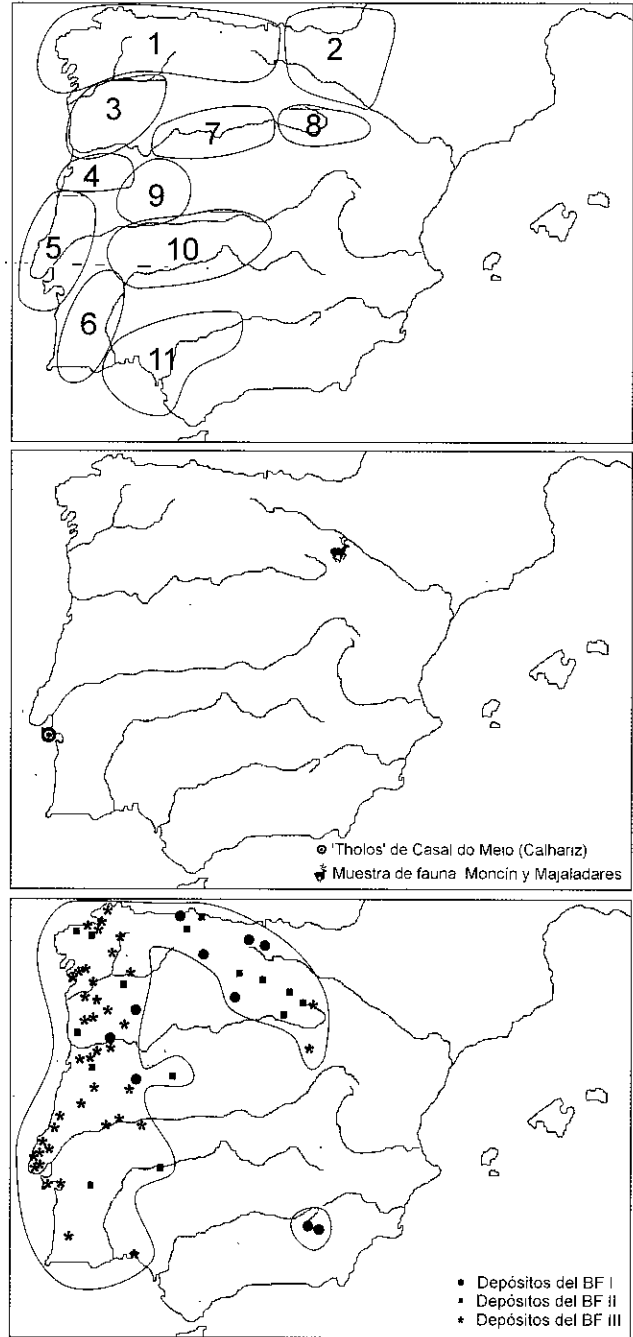 1
2
3
7
8
4
9
5
10
6
11
'Tholos' de Casal do Meio (Calhariz)
Muestra de fauna Moncín y Majaladares
Depósitos del BF I
Depósitos del BF II
Depósitos del BF III